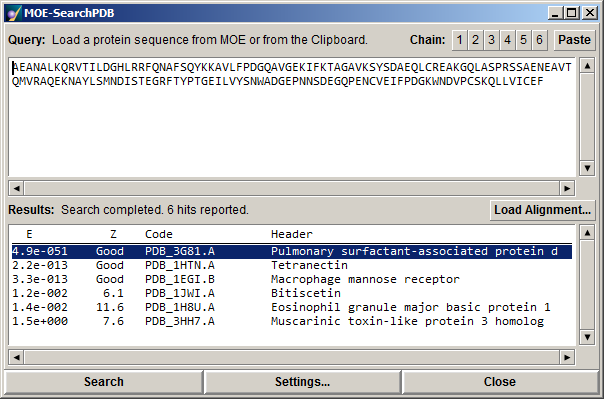 MOE-SearchPDB
Query: Load a protein sequence from MOE or from the Clipboard. Chain: 1 2 3 4 5 6 Paste
AEANALKQRVTILDGHLRRFQNAFSQYKKAVLFPDGQAVGEKIFKTAGAVKSYSDAEQLCREAKGQLASPRSSAENEAVT
QMVRAQEKNAYLSMNDISTEGRFTYPTGEILVYSNWADGEPNNSDEGQPENCVEIFPDGKWNDVPCSKQLLVICEF
Results: Search completed. 6 hits reported. Load Alignment...
E Z Code Header
4.9e-051 Good PDB_3G81.A Pulmonary surfactant-associated protein d
2.2e-013 Good PDB_1HTN.A Tetranectin
3.3e-013 Good PDB_1EGI.B Macrophage mannose receptor
1.2e-002 6.1 PDB_1JWI.A Bitiscetin
1.4e-002 11.6 PDB_1H8U.A Eosinophil granule major basic protein 1
1.5e+000 7.6 PDB_3HH7.A Muscarinic toxin-like protein 3 homolog
Search Settings... Close